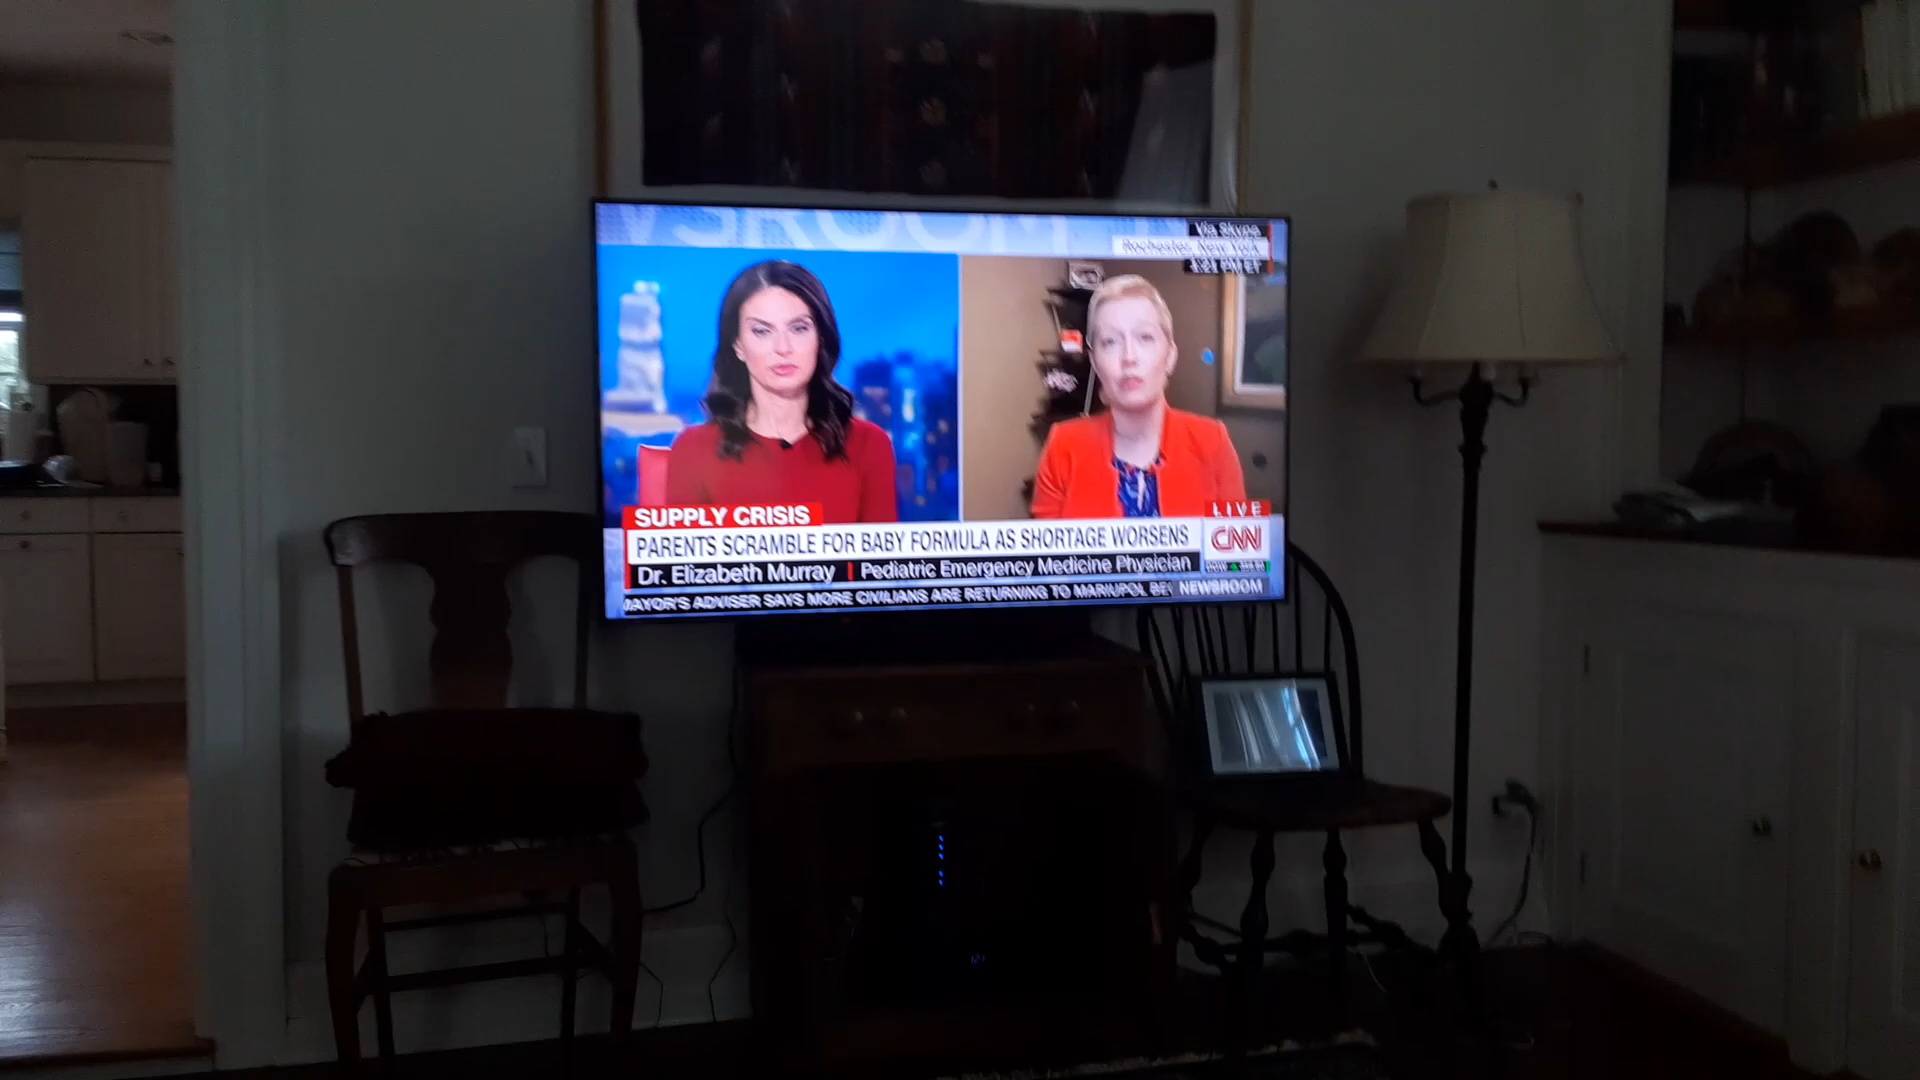 Via Skype
Rochester, New York
SUPPLY CRISIS
LIVE
PARENTS SCRAMBLE FOR BABY FORMULA AS SHORTAGE WORSENS
CNN
Dr. Elizabeth Murray | Pediatric Emergency Medicine Physician
MAYOR'S ADVISER SAYS MORE CIVILIANS ARE RETURNING TO MARIUPOL
NEWSROOM